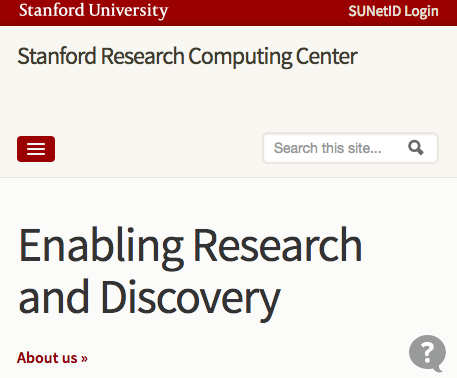 Stanford University
SUNetID Login
Stanford Research Computing Center
Search this site...
Enabling Research
and Discovery
About us »
?